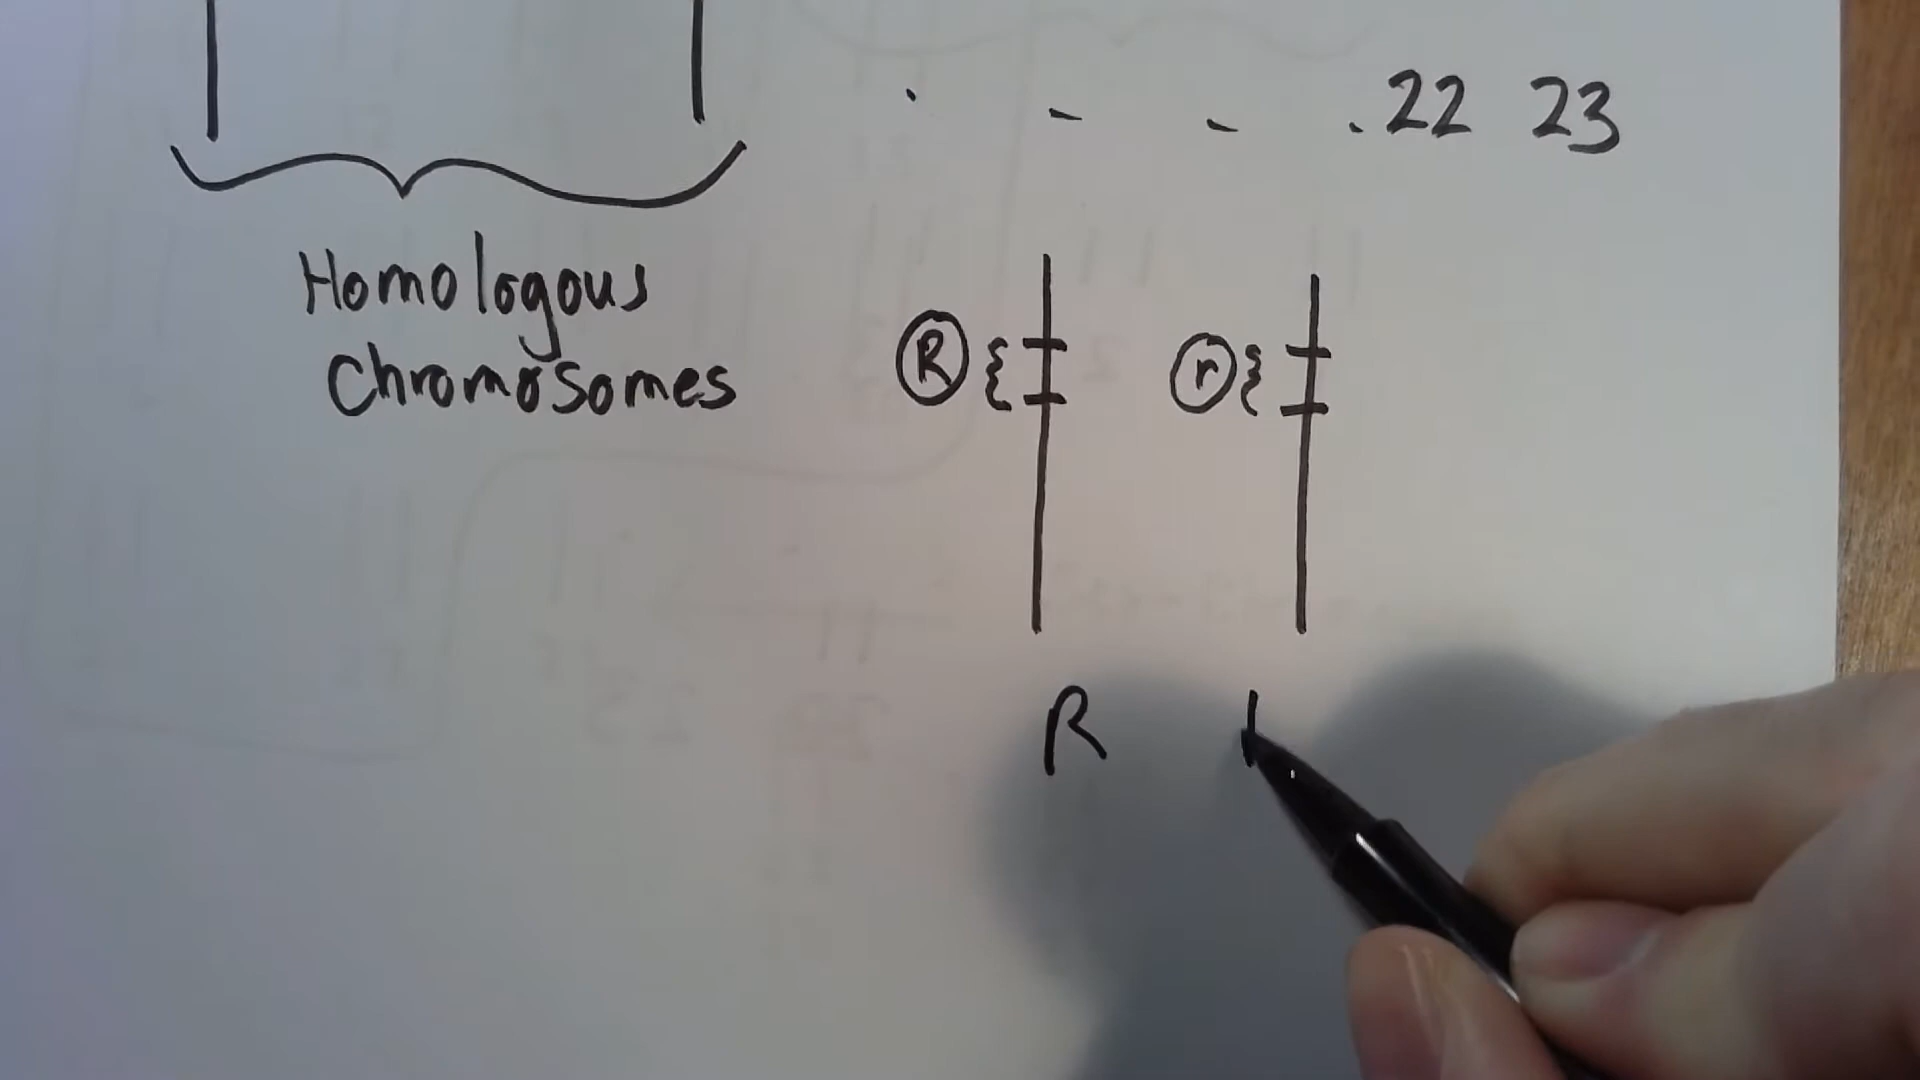 . - - .22 23
Homologous
Chromosomes
R { r {
R